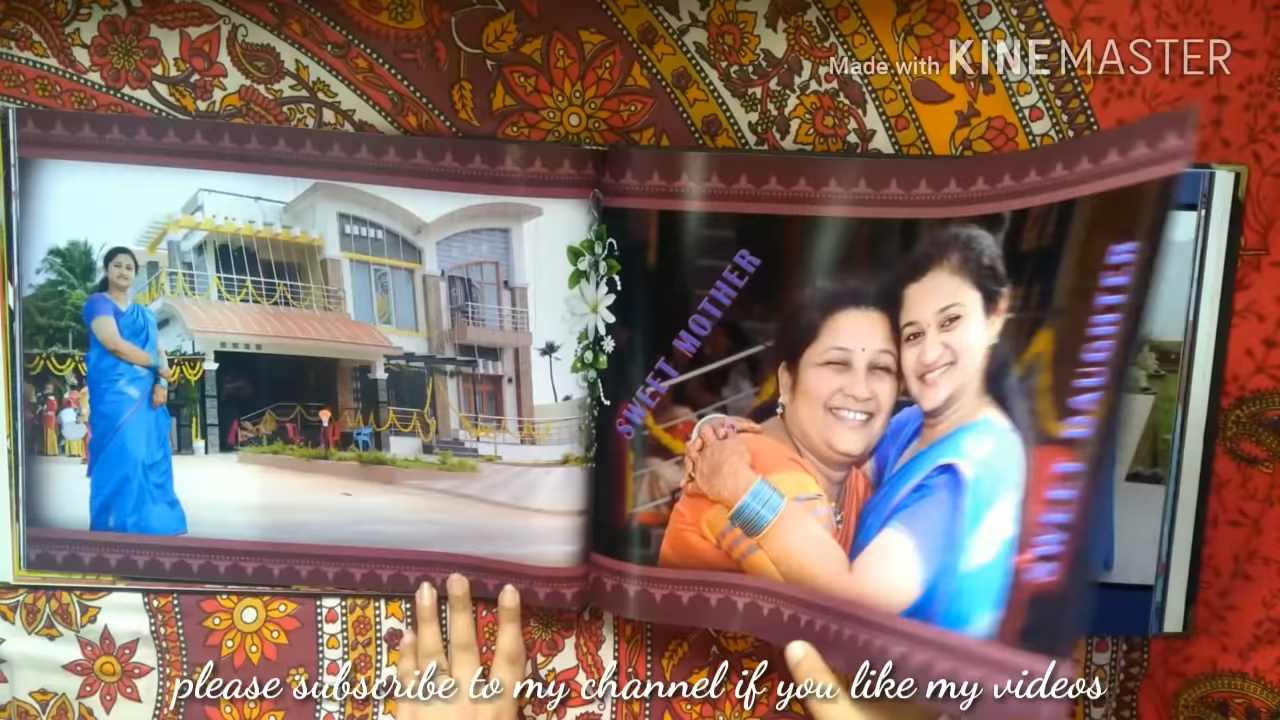 Made with KINEMASTER
SWEET MOTHER
SWEET DAUGHTER
please subscribe to my channel if you like my videos